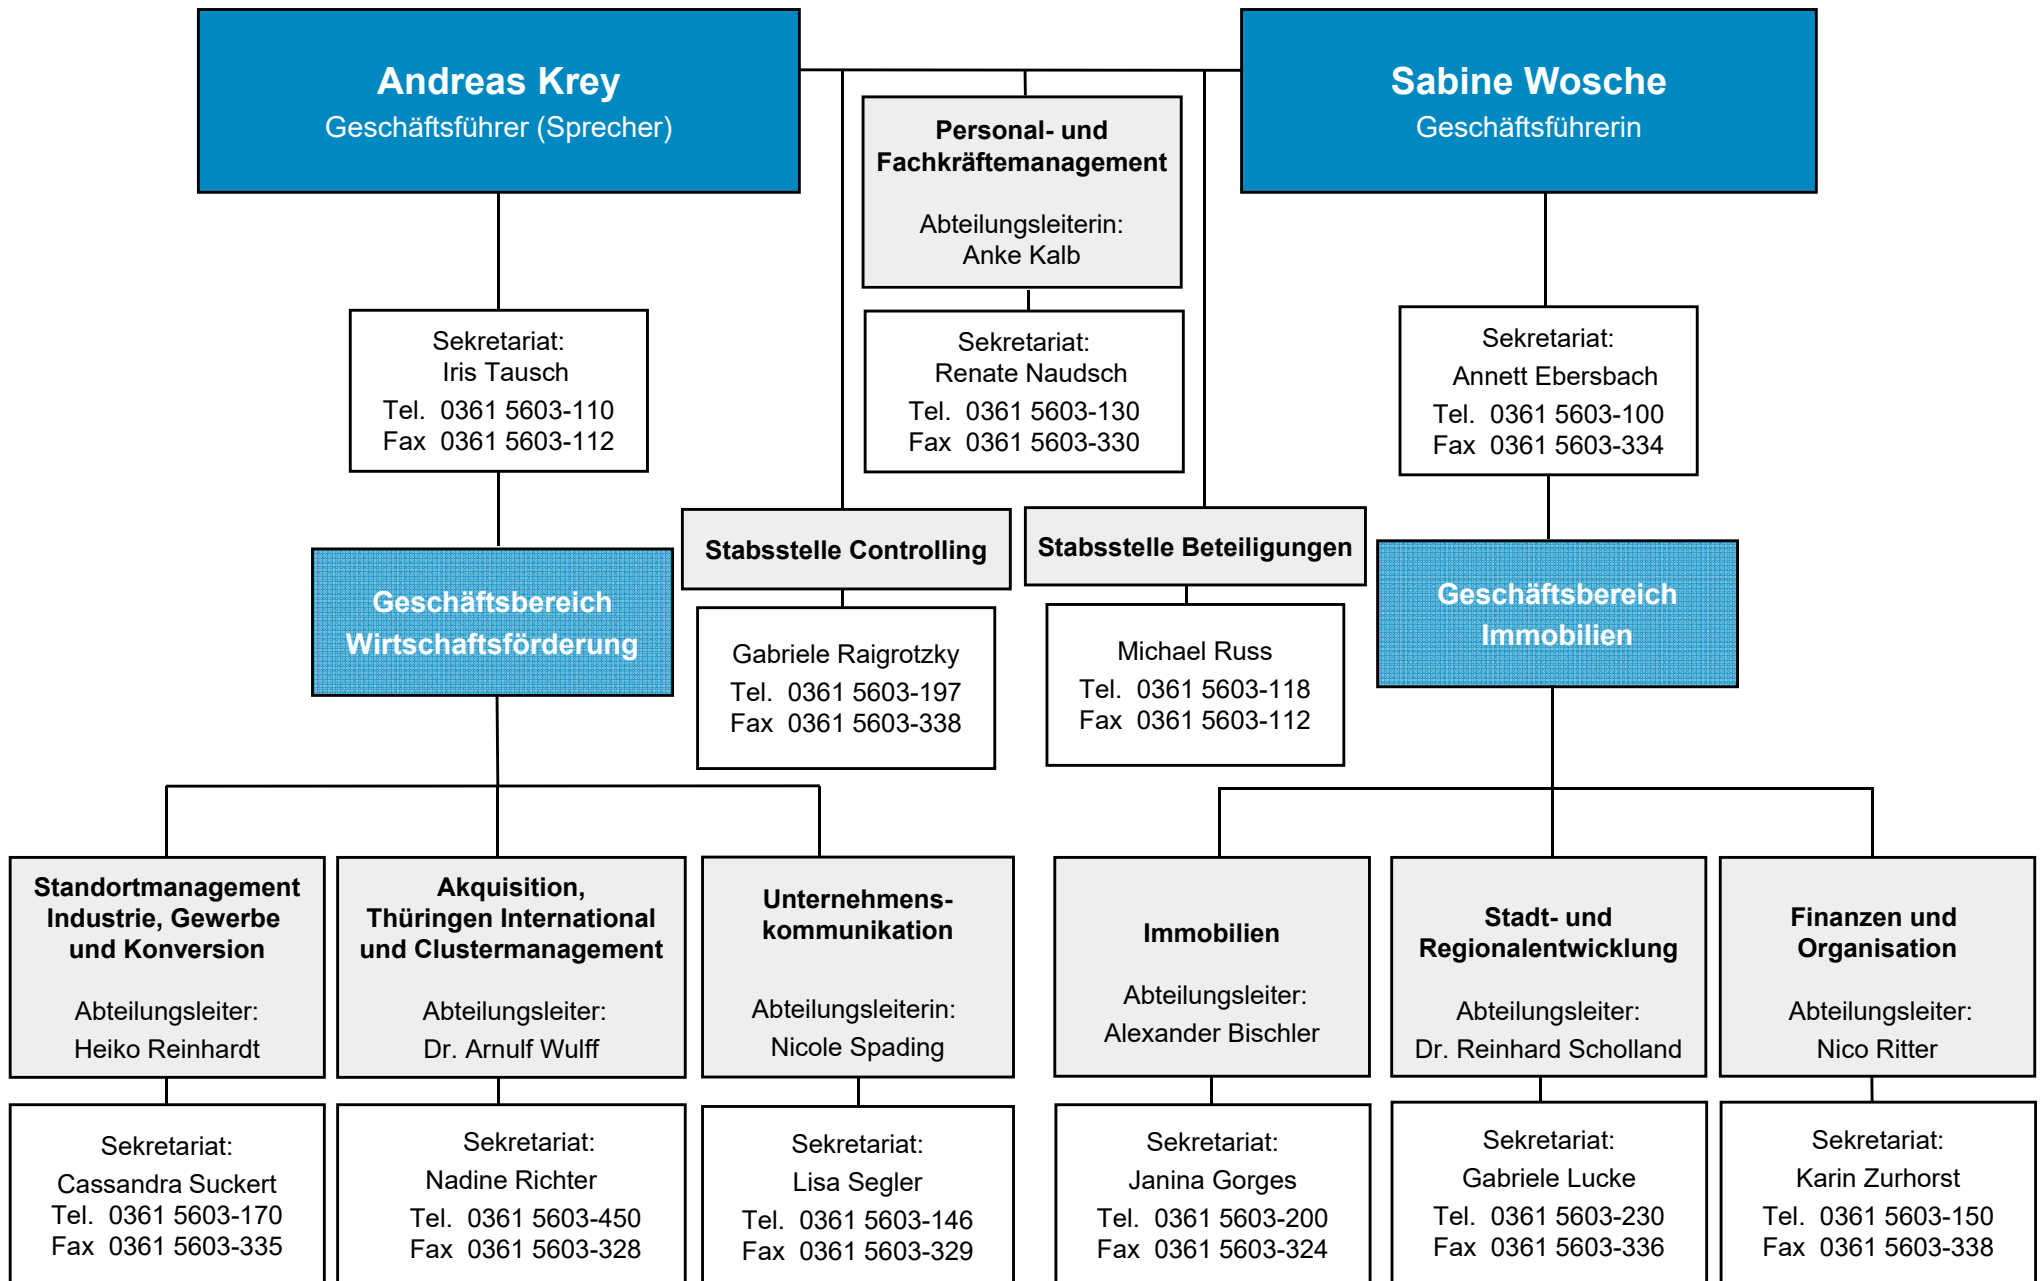 Andreas Krey
Geschäftsführer (Sprecher)
Sabine Wosche
Geschäftsführerin
Personal- und
Fachkräftemanagement
Abteilungsleiterin:
Anke Kalb
Sekretariat:
Iris Tausch
Tel. 0361 5603-110
Fax 0361 5603-112
Sekretariat:
Renate Naudsch
Tel. 0361 5603-130
Fax 0361 5603-330
Sekretariat:
Annett Ebersbach
Tel. 0361 5603-100
Fax 0361 5603-334
Geschäftsbereich
Wirtschaftsförderung
Stabsstelle Controlling
Gabriele Raigrotzky
Tel. 0361 5603-197
Fax 0361 5603-338
Stabsstelle Beteiligungen
Michael Russ
Tel. 0361 5603-118
Fax 0361 5603-112
Geschäftsbereich
Immobilien
Standortmanagement
Industrie, Gewerbe
und Konversion
Abteilungsleiter:
Heiko Reinhardt
Akquisition,
Thüringen International
und Clustermanagement
Abteilungsleiter:
Dr. Arnulf Wulff
Unternehmens-
kommunikation
Abteilungsleiterin:
Nicole Spading
Immobilien
Abteilungsleiter:
Alexander Bischler
Stadt- und
Regionalentwicklung
Abteilungsleiter:
Dr. Reinhard Scholland
Finanzen und
Organisation
Abteilungsleiter:
Nico Ritter
Sekretariat:
Cassandra Suckert
Tel. 0361 5603-170
Fax 0361 5603-335
Sekretariat:
Nadine Richter
Tel. 0361 5603-450
Fax 0361 5603-328
Sekretariat:
Lisa Segler
Tel. 0361 5603-146
Fax 0361 5603-329
Sekretariat:
Janina Gorges
Tel. 0361 5603-200
Fax 0361 5603-324
Sekretariat:
Gabriele Lucke
Tel. 0361 5603-230
Fax 0361 5603-336
Sekretariat:
Karin Zurhorst
Tel. 0361 5603-150
Fax 0361 5603-338